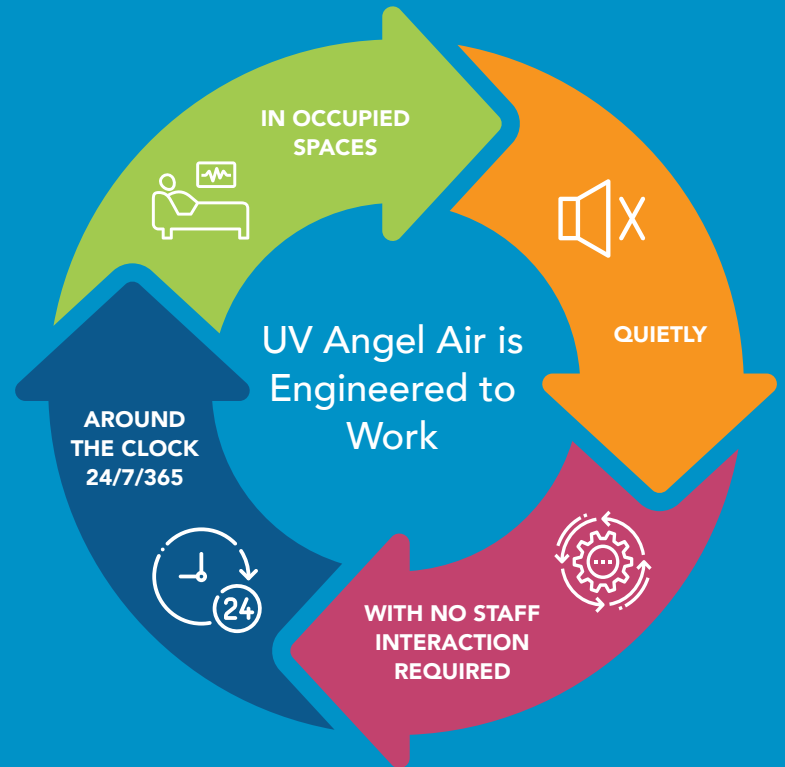 IN OCCUPIED
SPACES
QUIETLY
UV Angel Air is
Engineered to
Work
AROUND
THE CLOCK
24/7/365
24
WITH NO STAFF
INTERACTION
REQUIRED